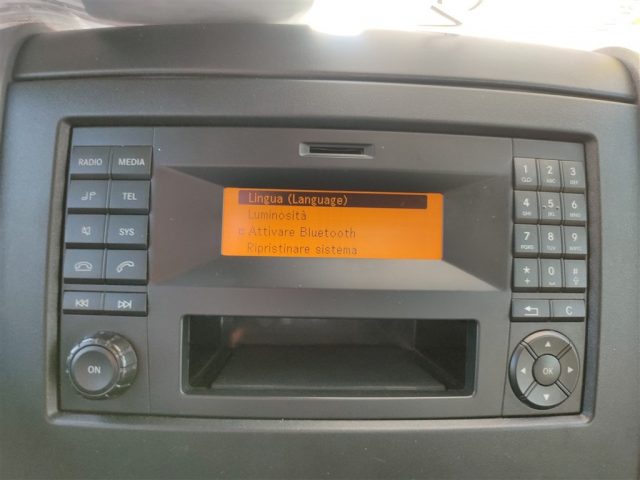 RADIO MEDIA
TEL
SYS
ON
Lingua (Language)
Luminosità
Attivare Bluetooth
Ripristinare sistema
1 2 ABC 3 DEF
4 GHI 5 JKL 6 MNO
7 PQRS 8 TUV 9 WXYZ
* + 0 #
C
OK